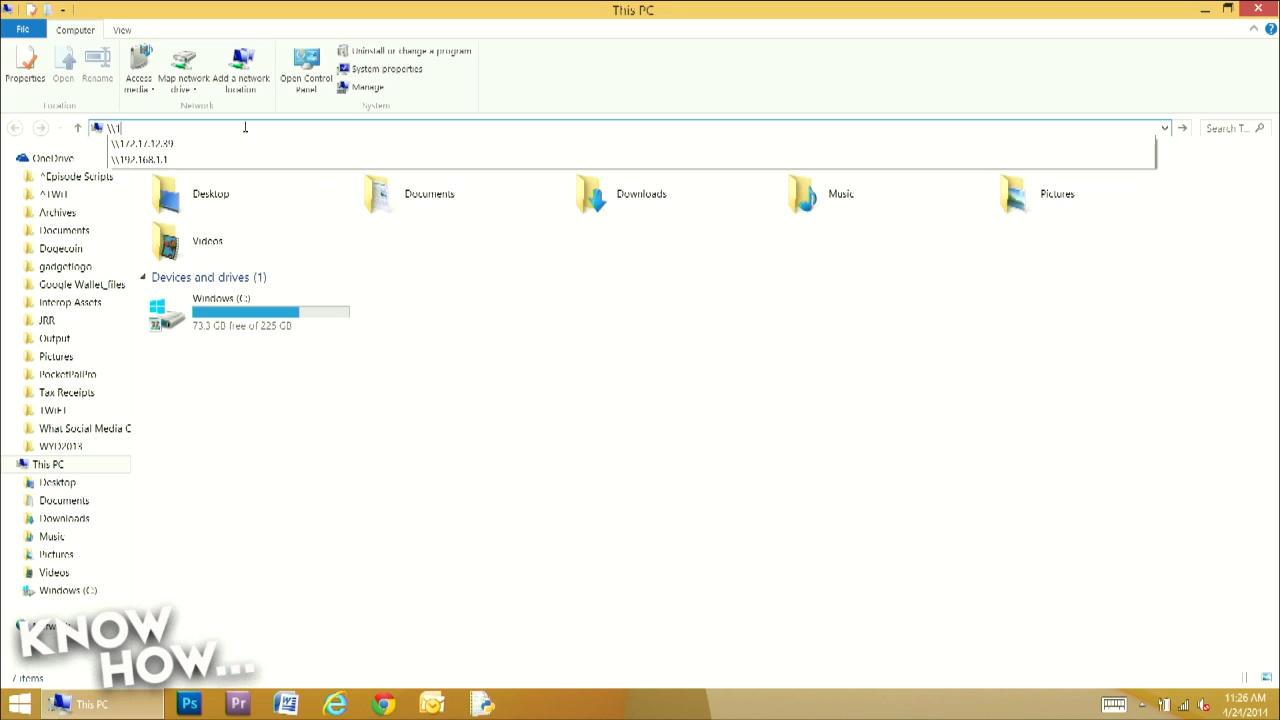 This PC
File
Computer
View
Properties
Open
Rename
Access media
Map network drive
Add a network location
Open Control Panel
Uninstall or change a program
System properties
Manage
Location
Network
System
\\1
Search T...
\\172.17.12.39
\\192.168.1.1
OneDrive
^Episode Scripts
^TWiT
Archives
Documents
Dogecoin
gadgetlogo
Google Wallet_files
Interop Assets
JRR
Output
Pictures
PocketPalPro
Tax Receipts
TWiET
What Social Media C
WYD2013
This PC
Desktop
Documents
Downloads
Music
Pictures
Videos
Windows (C:)
Desktop
Documents
Downloads
Music
Pictures
Videos
Devices and drives (1)
Windows (C:)
73.3 GB free of 225 GB
KNOW
HOW...
7 items
This PC
Ps
Pr
11:26 AM
4/24/2014